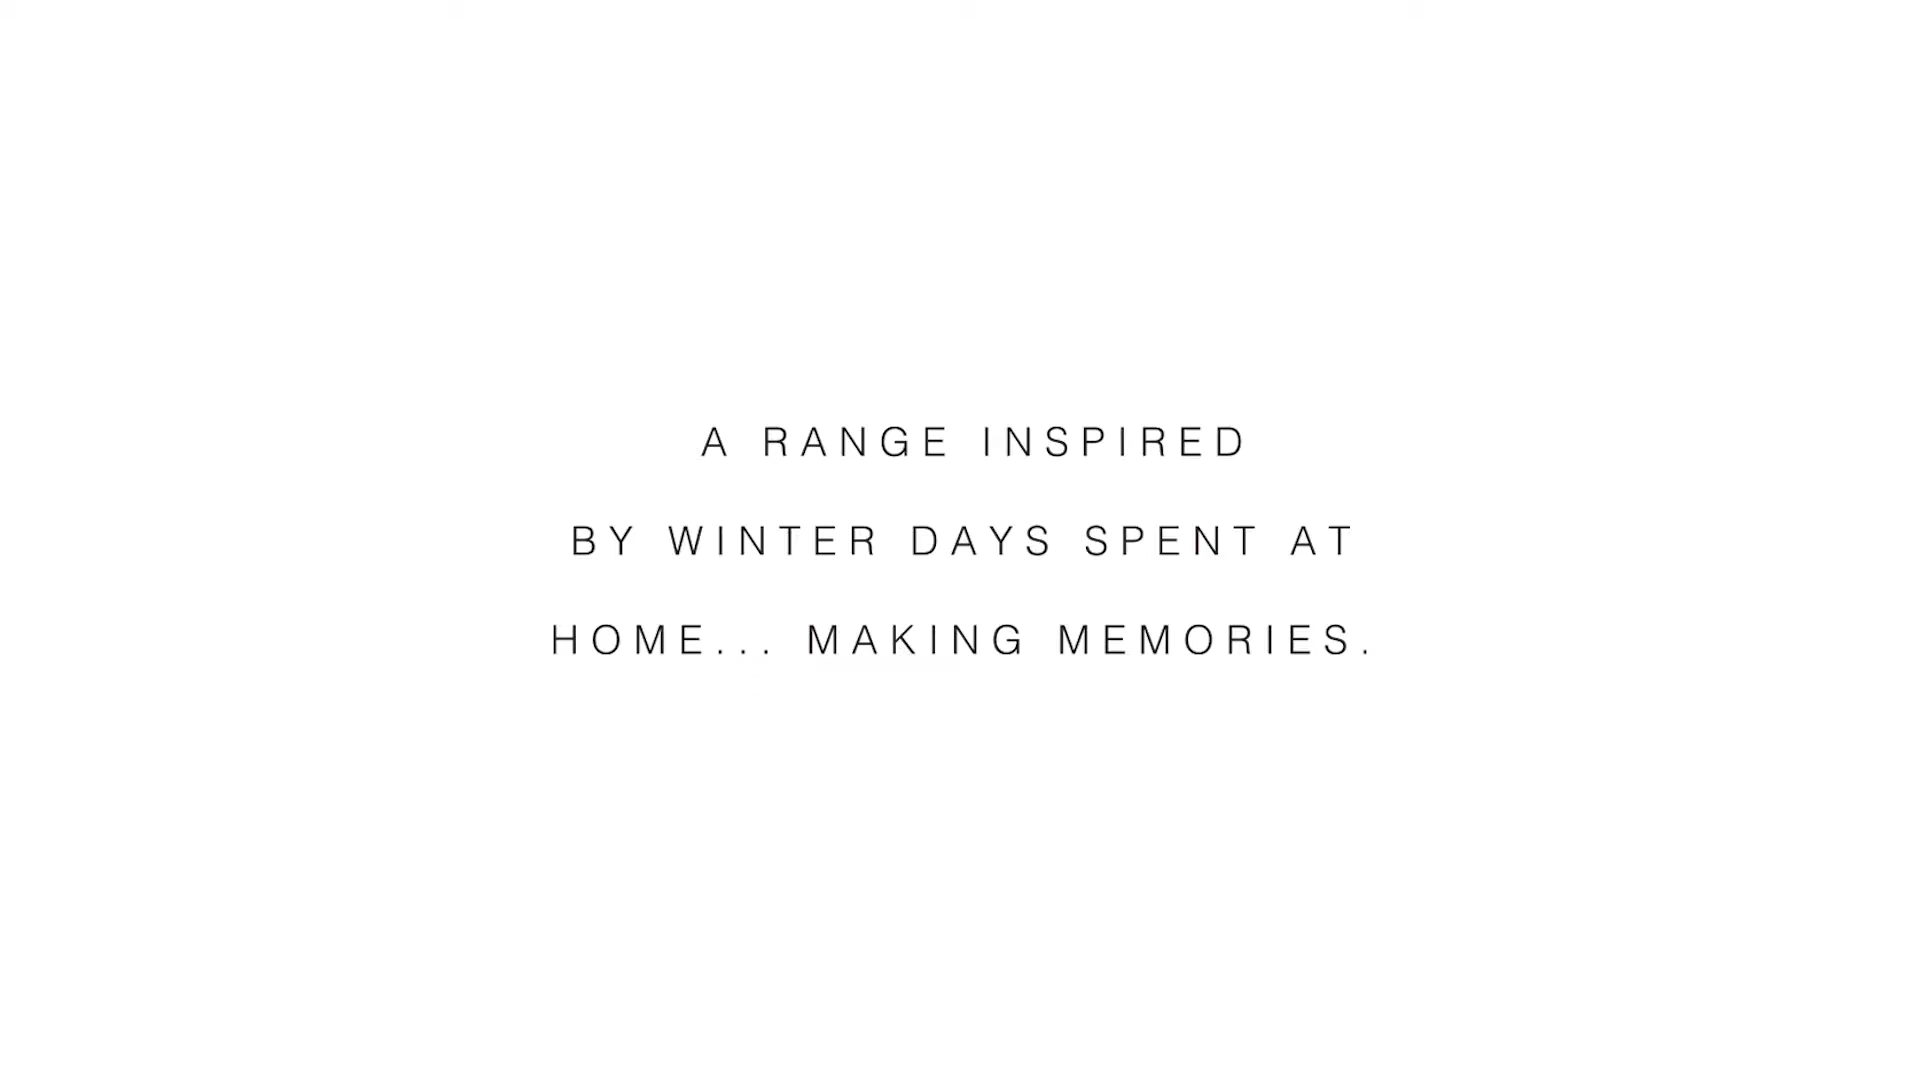 A RANGE INSPIRED
BY WINTER DAYS SPENT AT
HOME... MAKING MEMORIES.